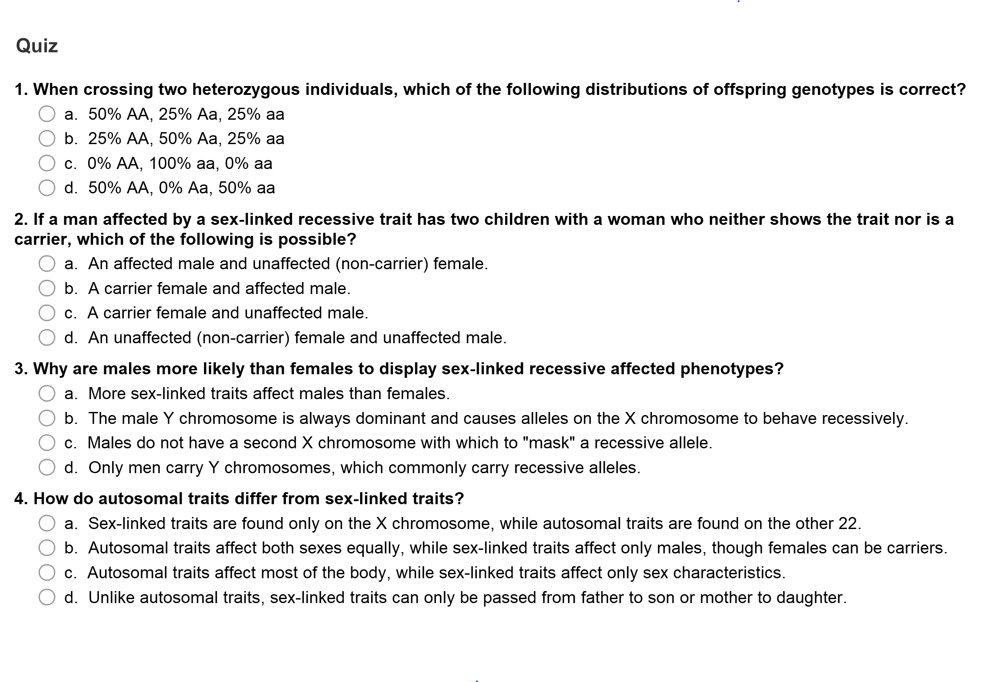 Quiz
1. When crossing two heterozygous individuals, which of the following distributions of offspring genotypes is correct?
a. 50% AA, 25% Aa, 25% aa
b. 25% AA, 50% Aa, 25% aa
c. 0% AA, 100% aa, 0% aa
d. 50% AA, 0% Aa, 50% aa
2. If a man affected by a sex-linked recessive trait has two children with a woman who neither shows the trait nor is a
carrier, which of the following is possible?
a. An affected male and unaffected (non-carrier) female.
b. A carrier female and affected male.
c. A carrier female and unaffected male.
d. An unaffected (non-carrier) female and unaffected male.
3. Why are males more likely than females to display sex-linked recessive affected phenotypes?
a. More sex-linked traits affect males than females.
b. The male Y chromosome is always dominant and causes alleles on the X chromosome to behave recessively.
c. Males do not have a second X chromosome with which to "mask" a recessive allele.
d. Only men carry Y chromosomes, which commonly carry recessive alleles.
4. How do autosomal traits differ from sex-linked traits?
a. Sex-linked traits are found only on the X chromosome, while autosomal traits are found on the other 22.
b. Autosomal traits affect both sexes equally, while sex-linked traits affect only males, though females can be carriers.
c. Autosomal traits affect most of the body, while sex-linked traits affect only sex characteristics.
d. Unlike autosomal traits, sex-linked traits can only be passed from father to son or mother to daughter.